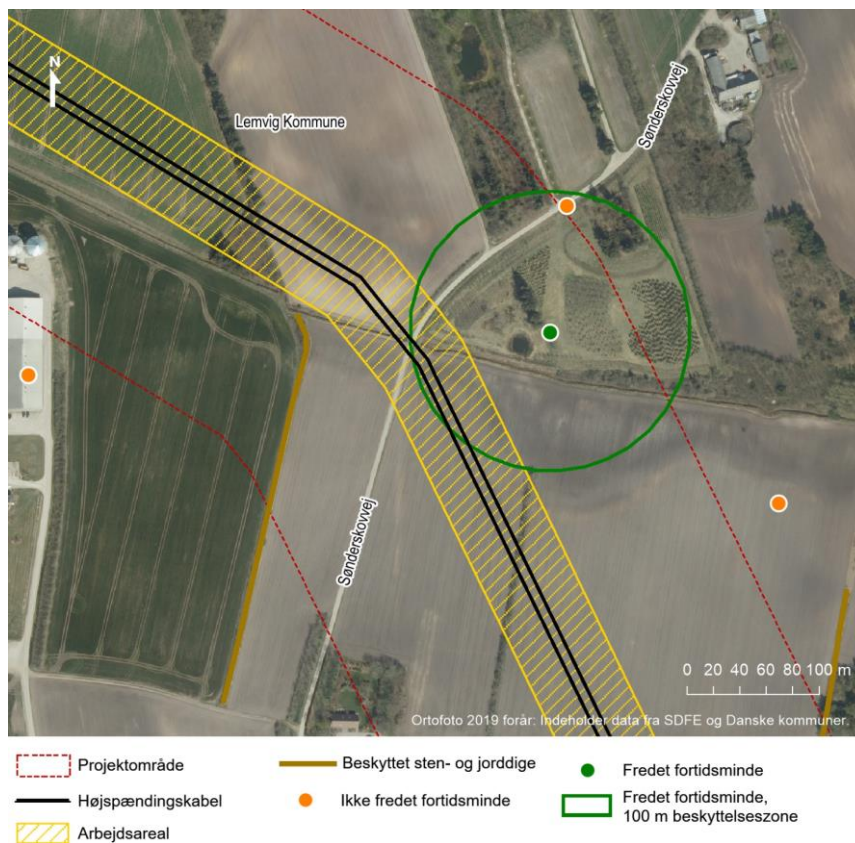 N
Lemvig Kommune
Sønderskovvej
Sønderskovvej
0 20 40 60 80 100 m
Ortofoto 2019 forår: Indeholder data fra SDFE og Danske kommuner.
Projektområde
Højspændingskabel
Arbejdsareal
Beskyttet sten- og jorddige
Ikke fredet fortidsminde
Fredet fortidsminde
Fredet fortidsminde,
100 m beskyttelseszone